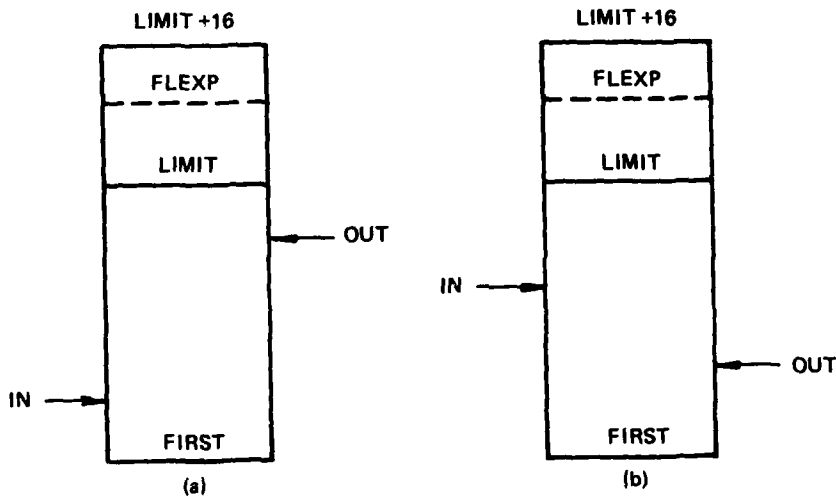 LIMIT +16
FLEXP
LIMIT
OUT
IN
FIRST
(a)
LIMIT +16
FLEXP
LIMIT
IN
OUT
FIRST
(b)